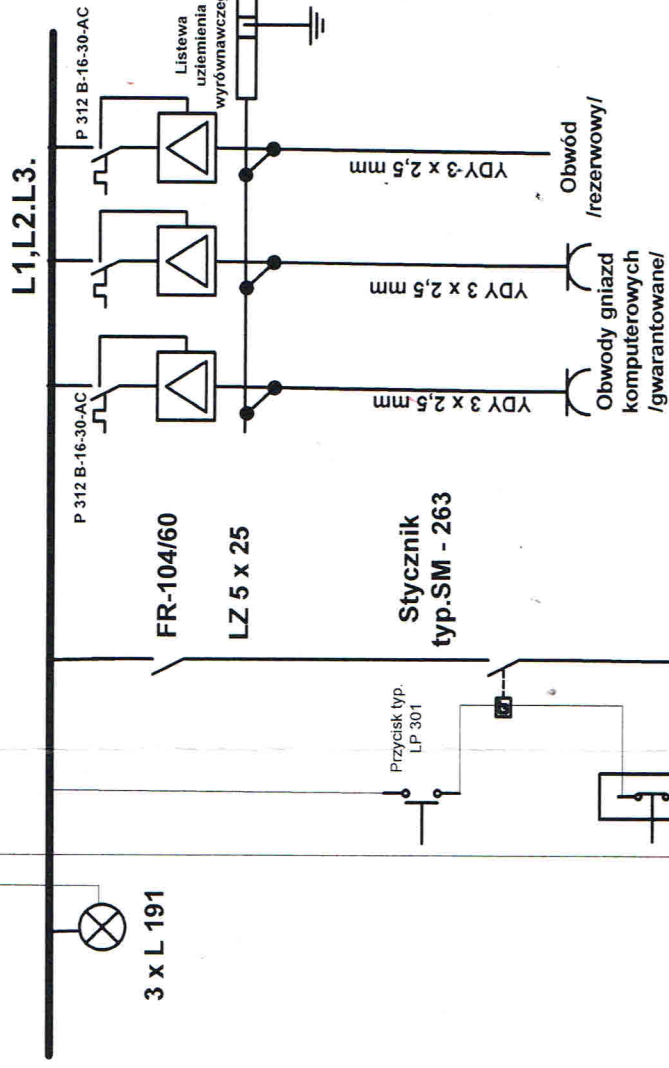 L1,L2.L3.
P 312 B-16-30-AC
P 312 B-16-30-AC
Listewa
uziemienia
wyrównawczeg
YDY 3 x 2,5 mm
YDY 3 x 2,5 mm
YDY 3 x 2,5 mm
Obwody gniazd
komputerowych
/gwarantowane/
Obwód
/rezerwowy/
FR-104/60
LZ 5 x 25
Stycznik
typ.SM - 263
Przycisk typ.
LP 301
3 x L 191